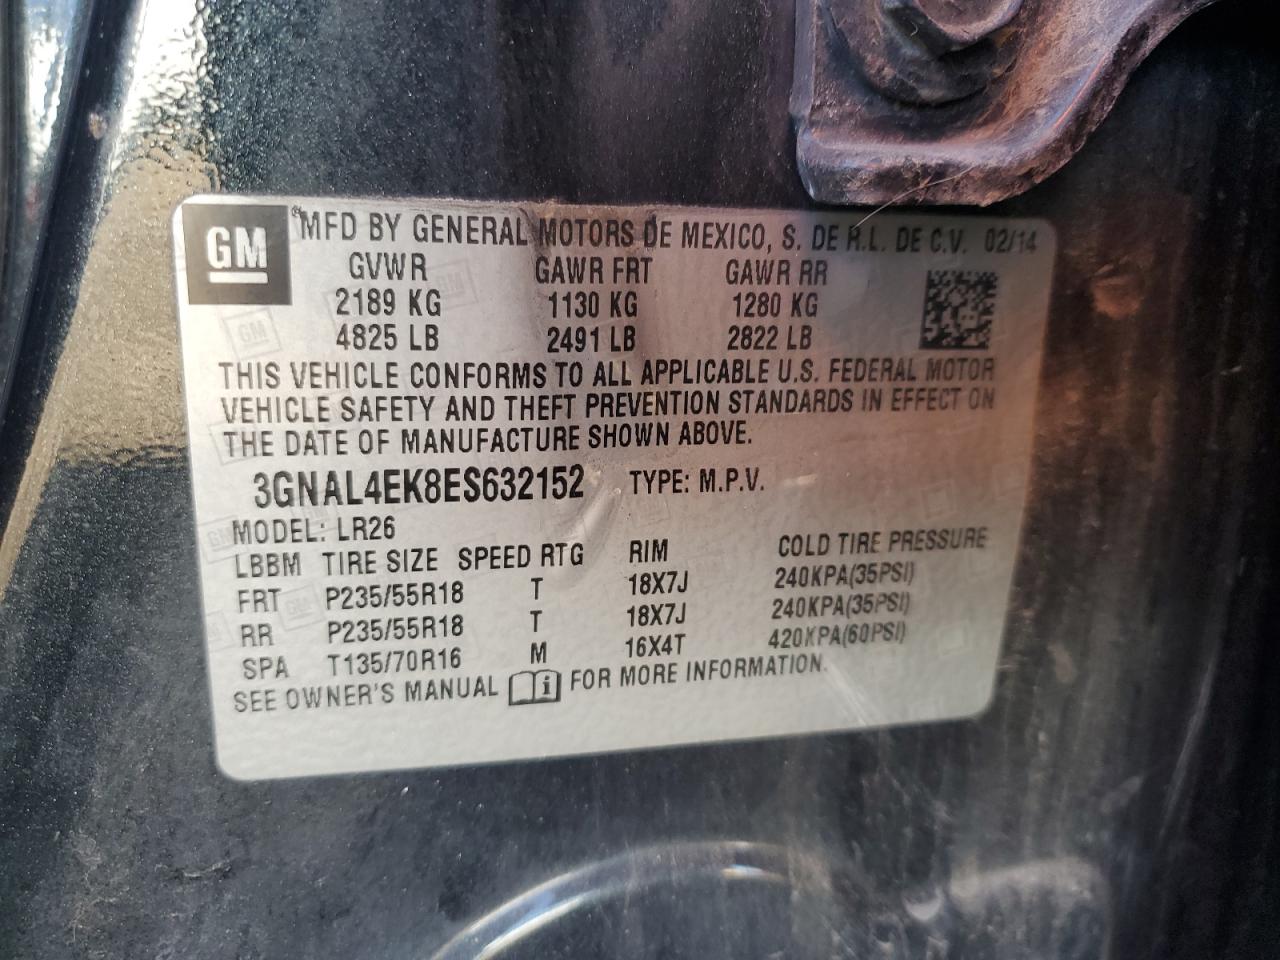 GM
MFD BY GENERAL MOTORS DE MEXICO, S. DE R.L. DE C.V. 02/14
GVWR GAWR FRT GAWR RR
2189 KG 1130 KG 1280 KG
4825 LB 2491 LB 2822 LB
THIS VEHICLE CONFORMS TO ALL APPLICABLE U.S. FEDERAL MOTOR
VEHICLE SAFETY AND THEFT PREVENTION STANDARDS IN EFFECT ON
THE DATE OF MANUFACTURE SHOWN ABOVE.
3GNAL4EK8ES632152 TYPE: M.P.V.
MODEL: LR26
LBBM TIRE SIZE SPEED RTG RIM COLD TIRE PRESSURE
FRT P235/55R18 T 18X7J 240KPA(35PSI)
RR P235/55R18 T 18X7J 240KPA(35PSI)
SPA T135/70R16 M 16X4T 420KPA(60PSI)
SEE OWNER'S MANUAL FOR MORE INFORMATION.